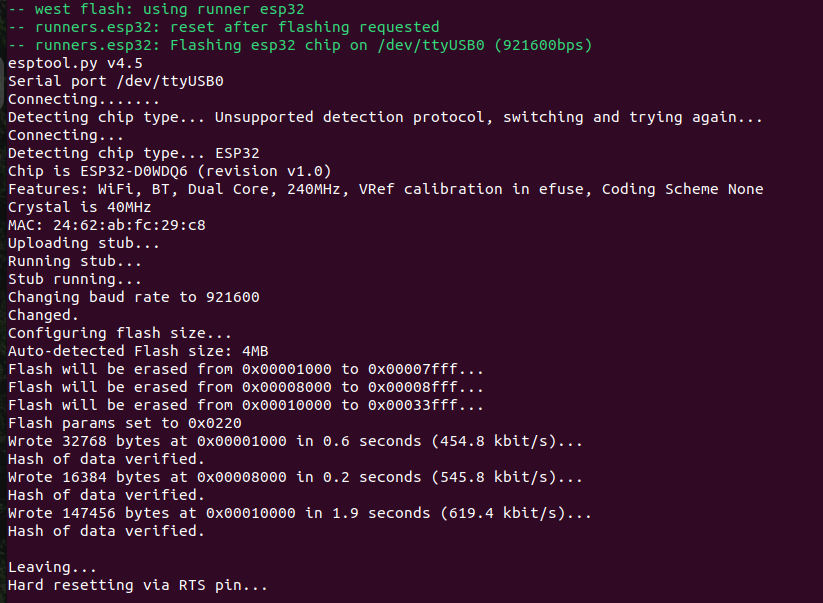 -- west flash: using runner esp32
-- runners.esp32: reset after flashing requested
-- runners.esp32: Flashing esp32 chip on /dev/ttyUSB0 (921600bps)
esptool.py v4.5
Serial port /dev/ttyUSB0
Connecting.......
Detecting chip type... Unsupported detection protocol, switching and trying again...
Connecting...
Detecting chip type... ESP32
Chip is ESP32-D0WDQ6 (revision v1.0)
Features: WiFi, BT, Dual Core, 240MHz, VRef calibration in efuse, Coding Scheme None
Crystal is 40MHz
MAC: 24:62:ab:fc:29:c8
Uploading stub...
Running stub...
Stub running...
Changing baud rate to 921600
Changed.
Configuring flash size...
Auto-detected Flash size: 4MB
Flash will be erased from 0x00001000 to 0x00007fff...
Flash will be erased from 0x00008000 to 0x00008fff...
Flash will be erased from 0x00010000 to 0x00033fff...
Flash params set to 0x0220
Wrote 32768 bytes at 0x00001000 in 0.6 seconds (454.8 kbit/s)...
Hash of data verified.
Wrote 16384 bytes at 0x00008000 in 0.2 seconds (545.8 kbit/s)...
Hash of data verified.
Wrote 147456 bytes at 0x00010000 in 1.9 seconds (619.4 kbit/s)...
Hash of data verified.

Leaving...
Hard resetting via RTS pin...